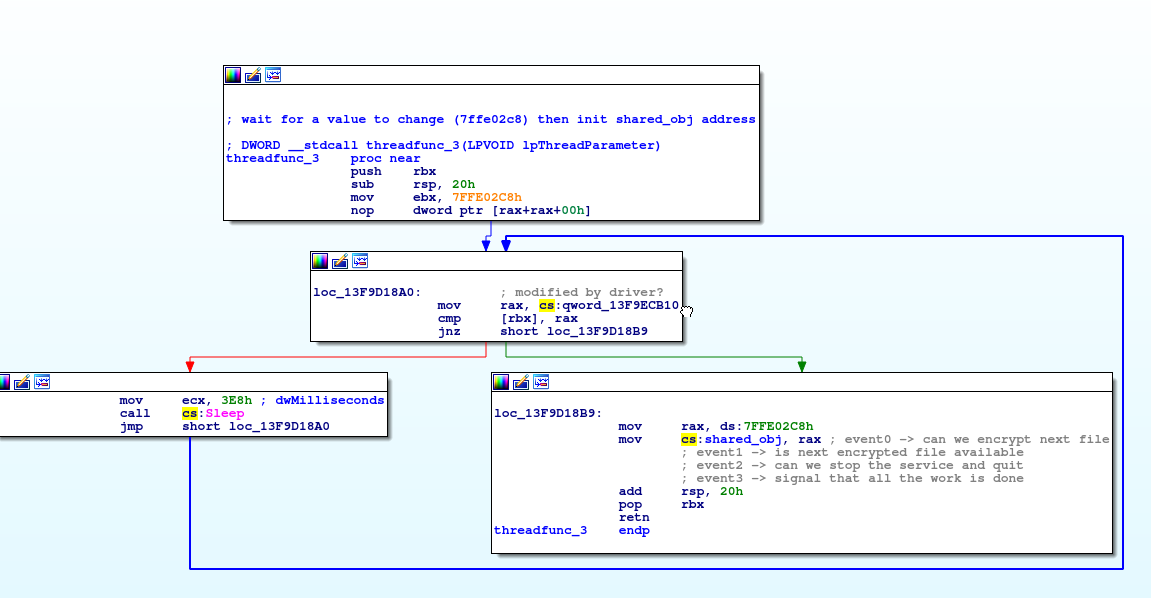 ; wait for a value to change (7ffe02c8) then init shared_obj address
; DWORD __stdcall threadfunc_3(LPVOID lpThreadParameter)
threadfunc_3 proc near
push rbx
sub rsp, 20h
mov ebx, 7FFE02C8h
nop dword ptr [rax+rax+00h]
loc_13F9D18A0: ; modified by driver?
mov rax, cs:qword_13F9ECB10
cmp [rbx], rax
jnz short loc_13F9D18B9
mov ecx, 3E8h ; dwMilliseconds
call cs:Sleep
jmp short loc_13F9D18A0
loc_13F9D18B9:
mov rax, ds:7FFE02C8h
mov cs:shared_obj, rax ; event0 -> can we encrypt next file
; event1 -> is next encrypted file available
; event2 -> can we stop the service and quit
; event3 -> signal that all the work is done
add rsp, 20h
pop rbx
retn
threadfunc_3 endp